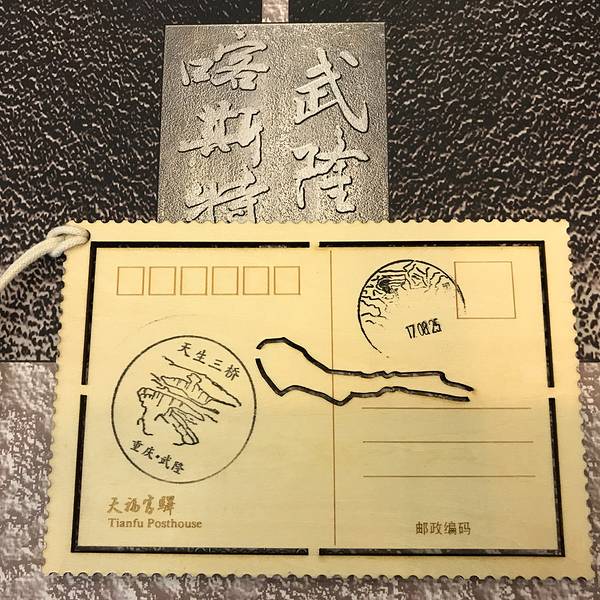 武隆
喀斯特
天生三桥
重庆·武隆
17.08.25
天福官驛
Tianfu Posthouse
邮政编码